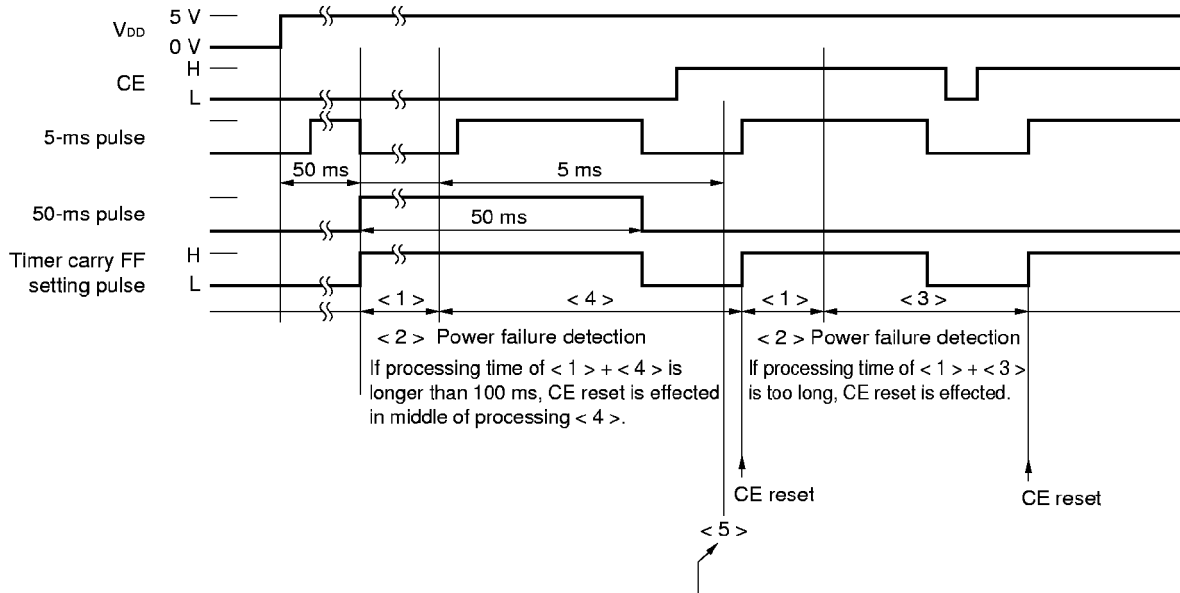 5 V
VDD
0 V
H
CE
L
5-ms pulse
50 ms
5 ms
50-ms pulse
50 ms
Timer carry FF
setting pulse
H
L
< 1 >
< 4 >
< 1 >
< 3 >
< 2 > Power failure detection
If processing time of < 1 > + < 4 > is
longer than 100 ms, CE reset is effected
in middle of processing < 4 >.
< 2 > Power failure detection
If processing time of < 1 > + < 3 >
is too long, CE reset is effected.
CE reset
CE reset
< 5 >